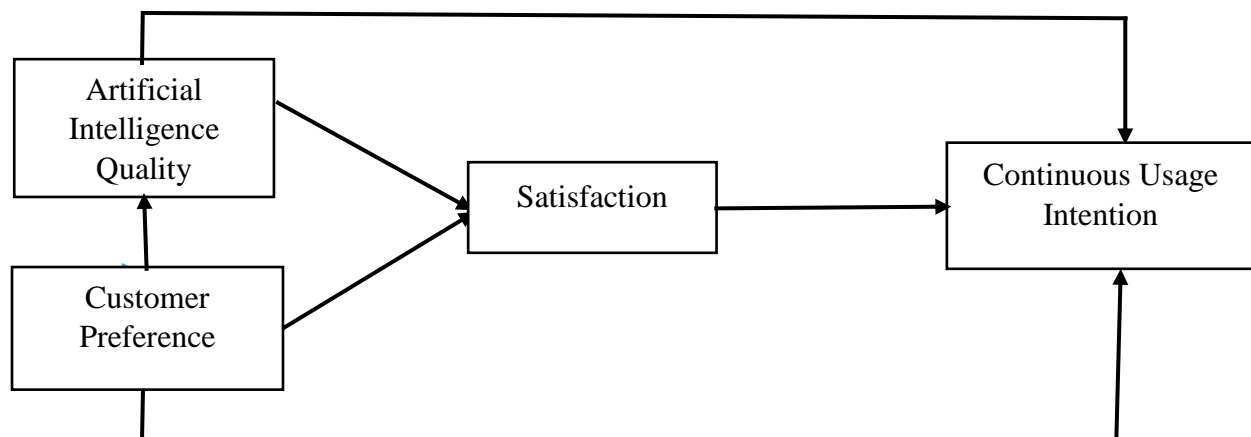 Artificial
Intelligence
Quality
Satisfaction
Continuous Usage
Intention
Customer
Preference